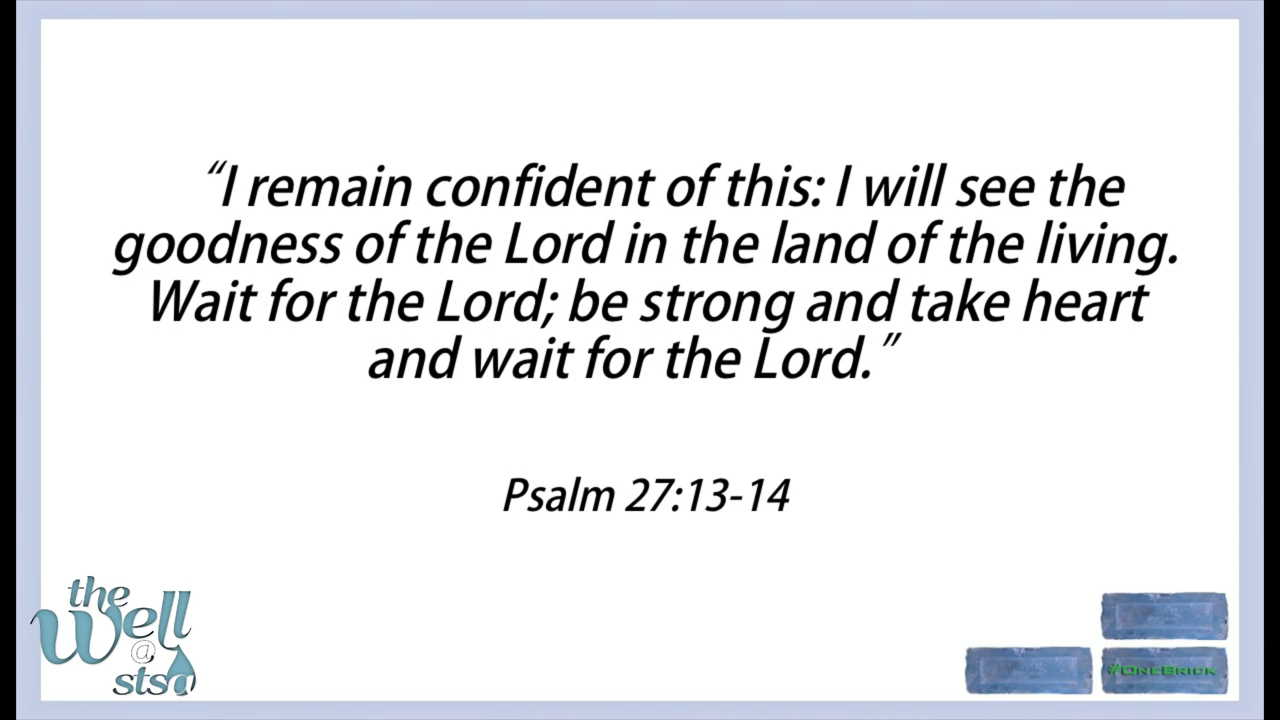 “I remain confident of this: I will see the
goodness of the Lord in the land of the living.
Wait for the Lord; be strong and take heart
and wait for the Lord.”
Psalm 27:13-14
the
well
@
stsa
#OneBrick